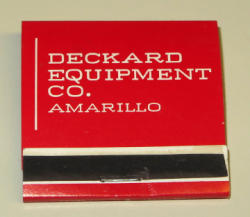 DECKARD
EQUIPMENT
CO.
AMARILLO